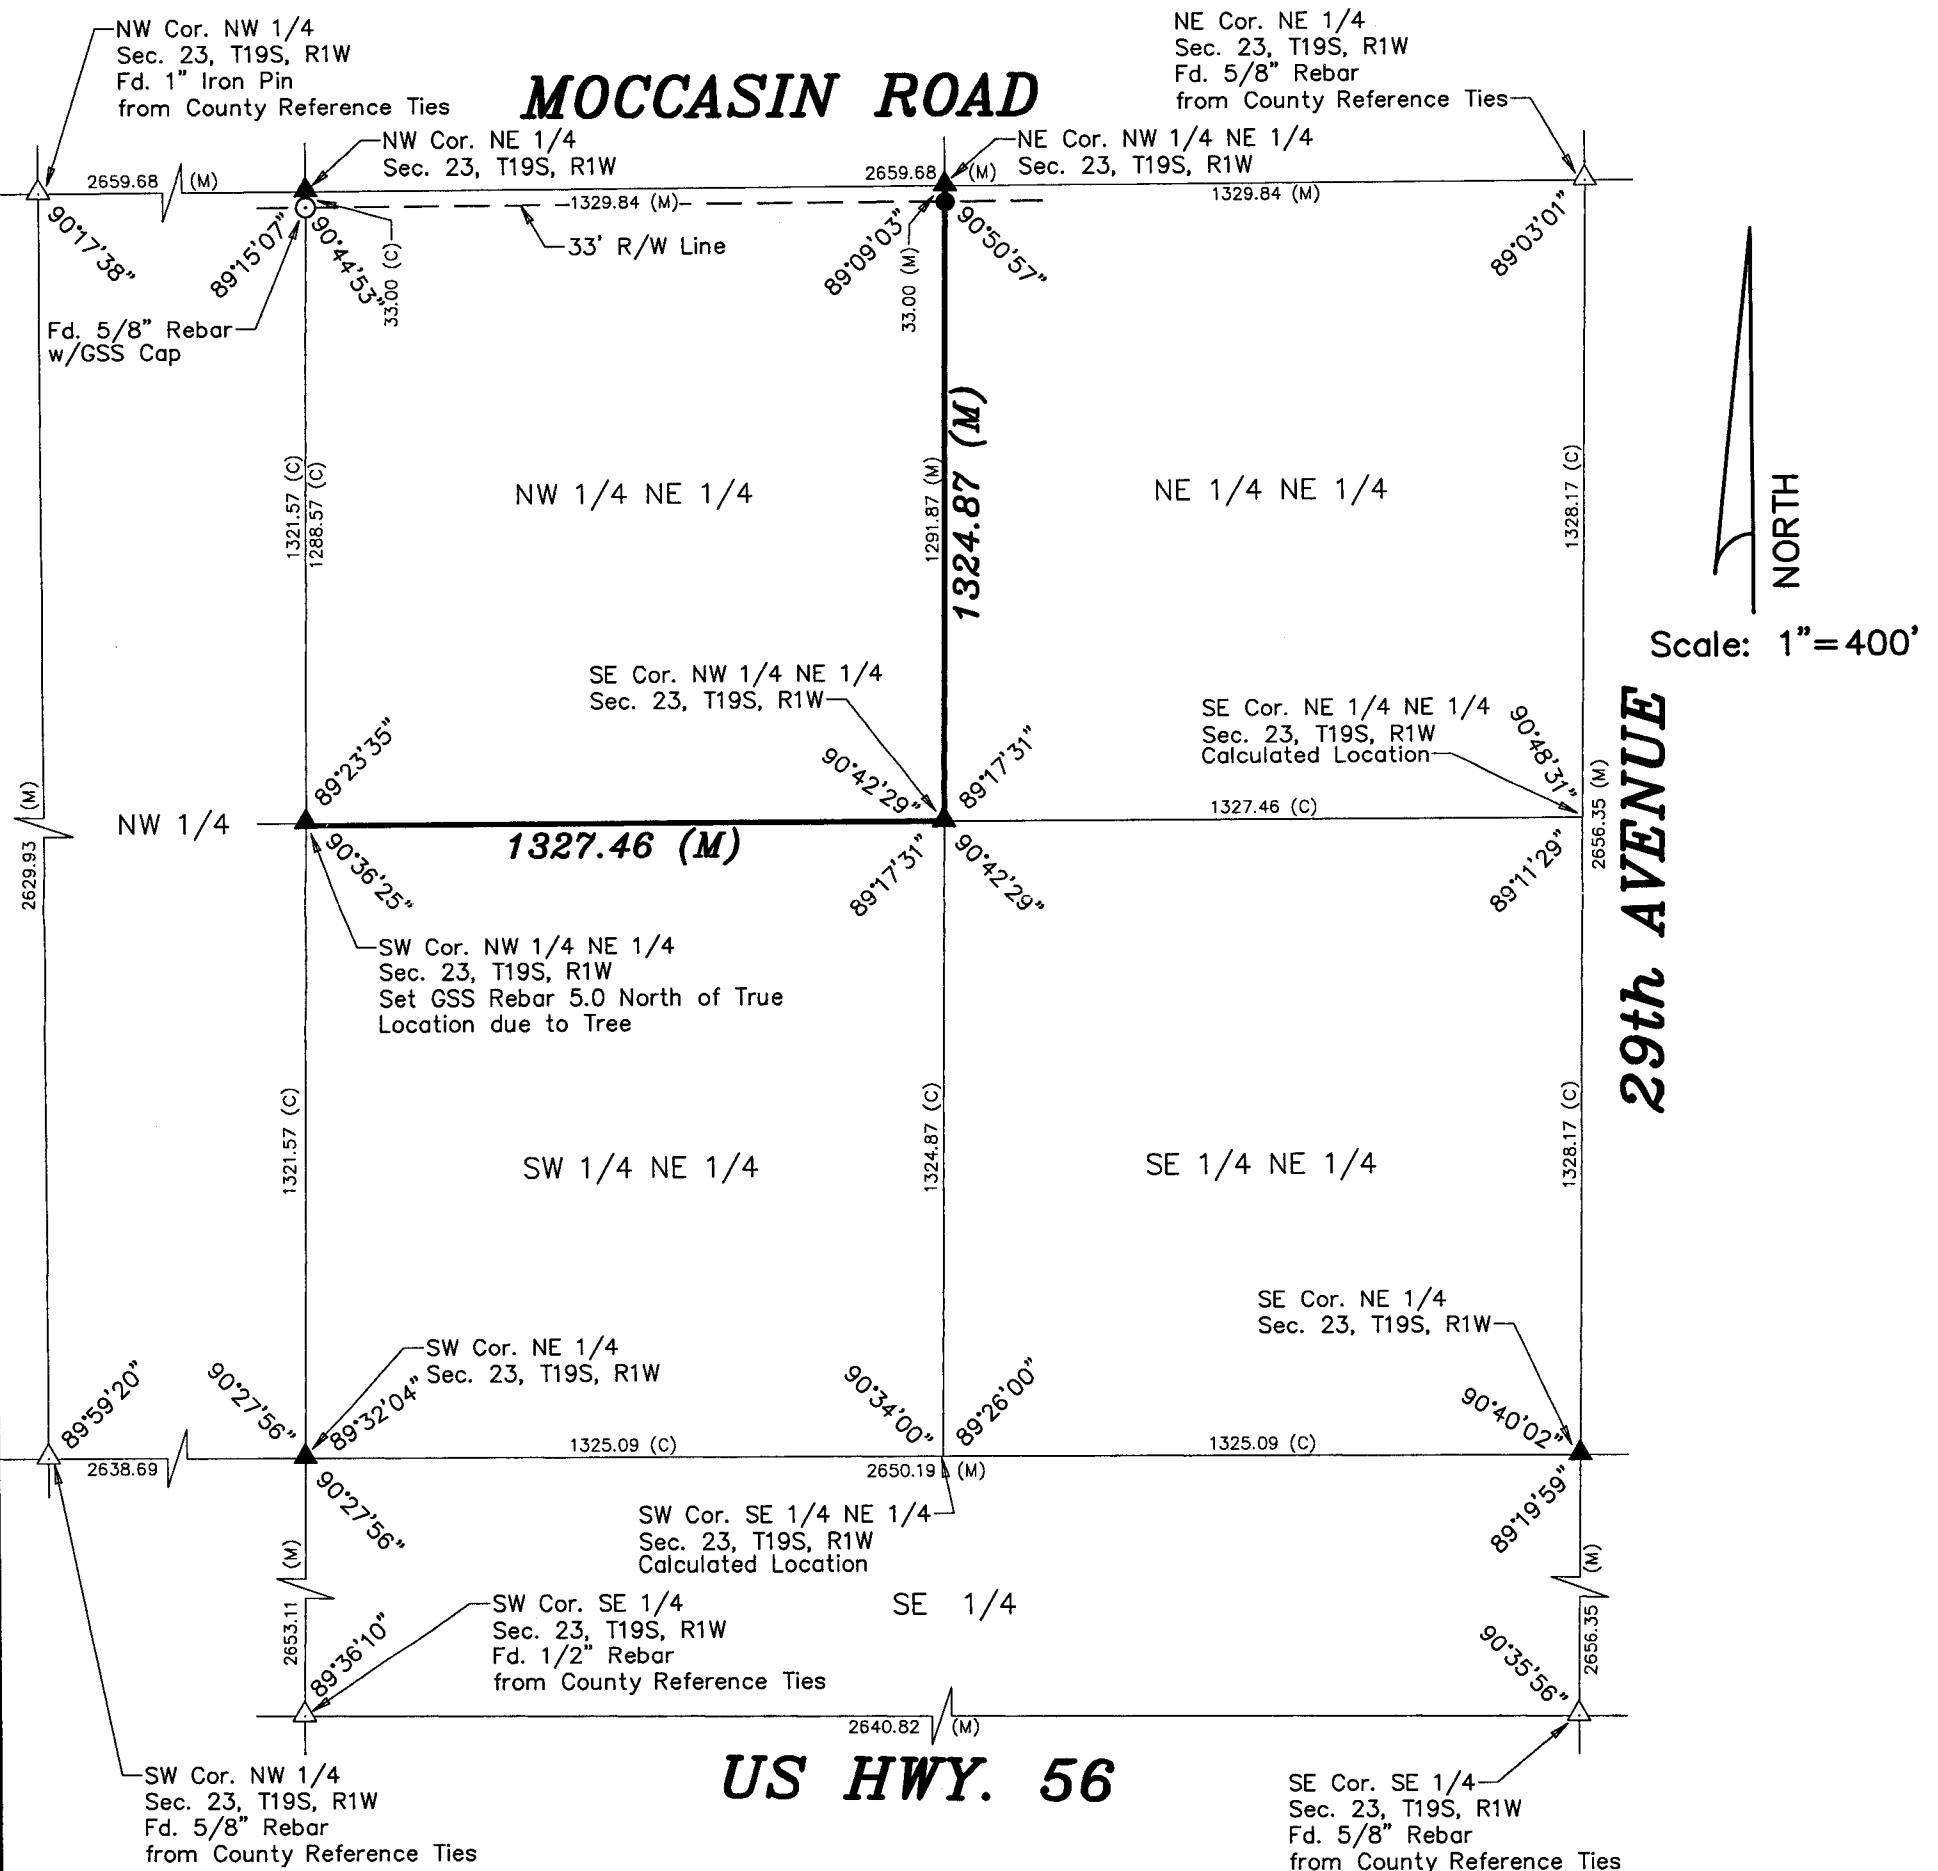 NW Cor. NW 1/4
Sec. 23, T19S, R1W
Fd. 1" Iron Pin
from County Reference Ties
MOCCASIN ROAD
NE Cor. NE 1/4
Sec. 23, T19S, R1W
Fd. 5/8" Rebar
from County Reference Ties
NW Cor. NE 1/4
Sec. 23, T19S, R1W
NE Cor. NW 1/4 NE 1/4
Sec. 23, T19S, R1W
2659.68 (M)
2659.68 (M)
1329.84 (M)
1329.84 (M)
33' R/W Line
90°17'38"
89°15'07"
90°44'53"
33.00 (C)
89°09'03"
33.00 (M)
90°50'57"
89°03'01"
Fd. 5/8" Rebar
w/GSS Cap
1321.57 (C)
1288.57 (C)
NW 1/4 NE 1/4
1291.87 (M)
1324.87 (M)
NE 1/4 NE 1/4
1328.17 (C)
NORTH
Scale: 1"=400'
SE Cor. NW 1/4 NE 1/4
Sec. 23, T19S, R1W
SE Cor. NE 1/4 NE 1/4
Sec. 23, T19S, R1W
Calculated Location
89°23'35"
90°42'29"
89°17'31"
90°48'31"
2629.93 (M)
NW 1/4
1327.46 (M)
1327.46 (C)
2656.35 (M)
29th AVENUE
90°36'25"
89°17'31"
90°42'29"
89°11'29"
SW Cor. NW 1/4 NE 1/4
Sec. 23, T19S, R1W
Set GSS Rebar 5.0 North of True
Location due to Tree
1321.57 (C)
SW 1/4 NE 1/4
1324.87 (C)
SE 1/4 NE 1/4
1328.17 (C)
SE Cor. NE 1/4
Sec. 23, T19S, R1W
SW Cor. NE 1/4
Sec. 23, T19S, R1W
89°59'20"
90°27'56"
89°32'04"
90°34'00"
89°26'00"
90°40'02"
2638.69
1325.09 (C)
1325.09 (C)
2650.19 (M)
90°27'56"
89°19'59"
SW Cor. SE 1/4 NE 1/4
Sec. 23, T19S, R1W
Calculated Location
2653.11 (M)
SE 1/4
2656.35 (M)
SW Cor. SE 1/4
Sec. 23, T19S, R1W
Fd. 1/2" Rebar
from County Reference Ties
89°36'10"
90°35'56"
2640.82 (M)
US HWY. 56
SW Cor. NW 1/4
Sec. 23, T19S, R1W
Fd. 5/8" Rebar
from County Reference Ties
SE Cor. SE 1/4
Sec. 23, T19S, R1W
Fd. 5/8" Rebar
from County Reference Ties